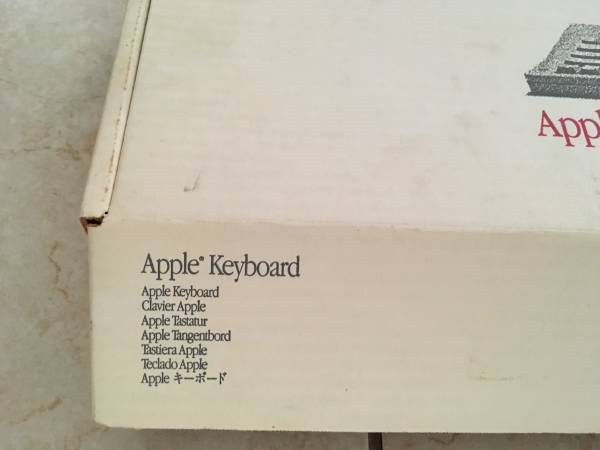 Appl
Apple® Keyboard
Apple Keyboard
Clavier Apple
Apple Tastatur
Apple Tangentbord
Tastiera Apple
Teclado Apple
Apple キーボード